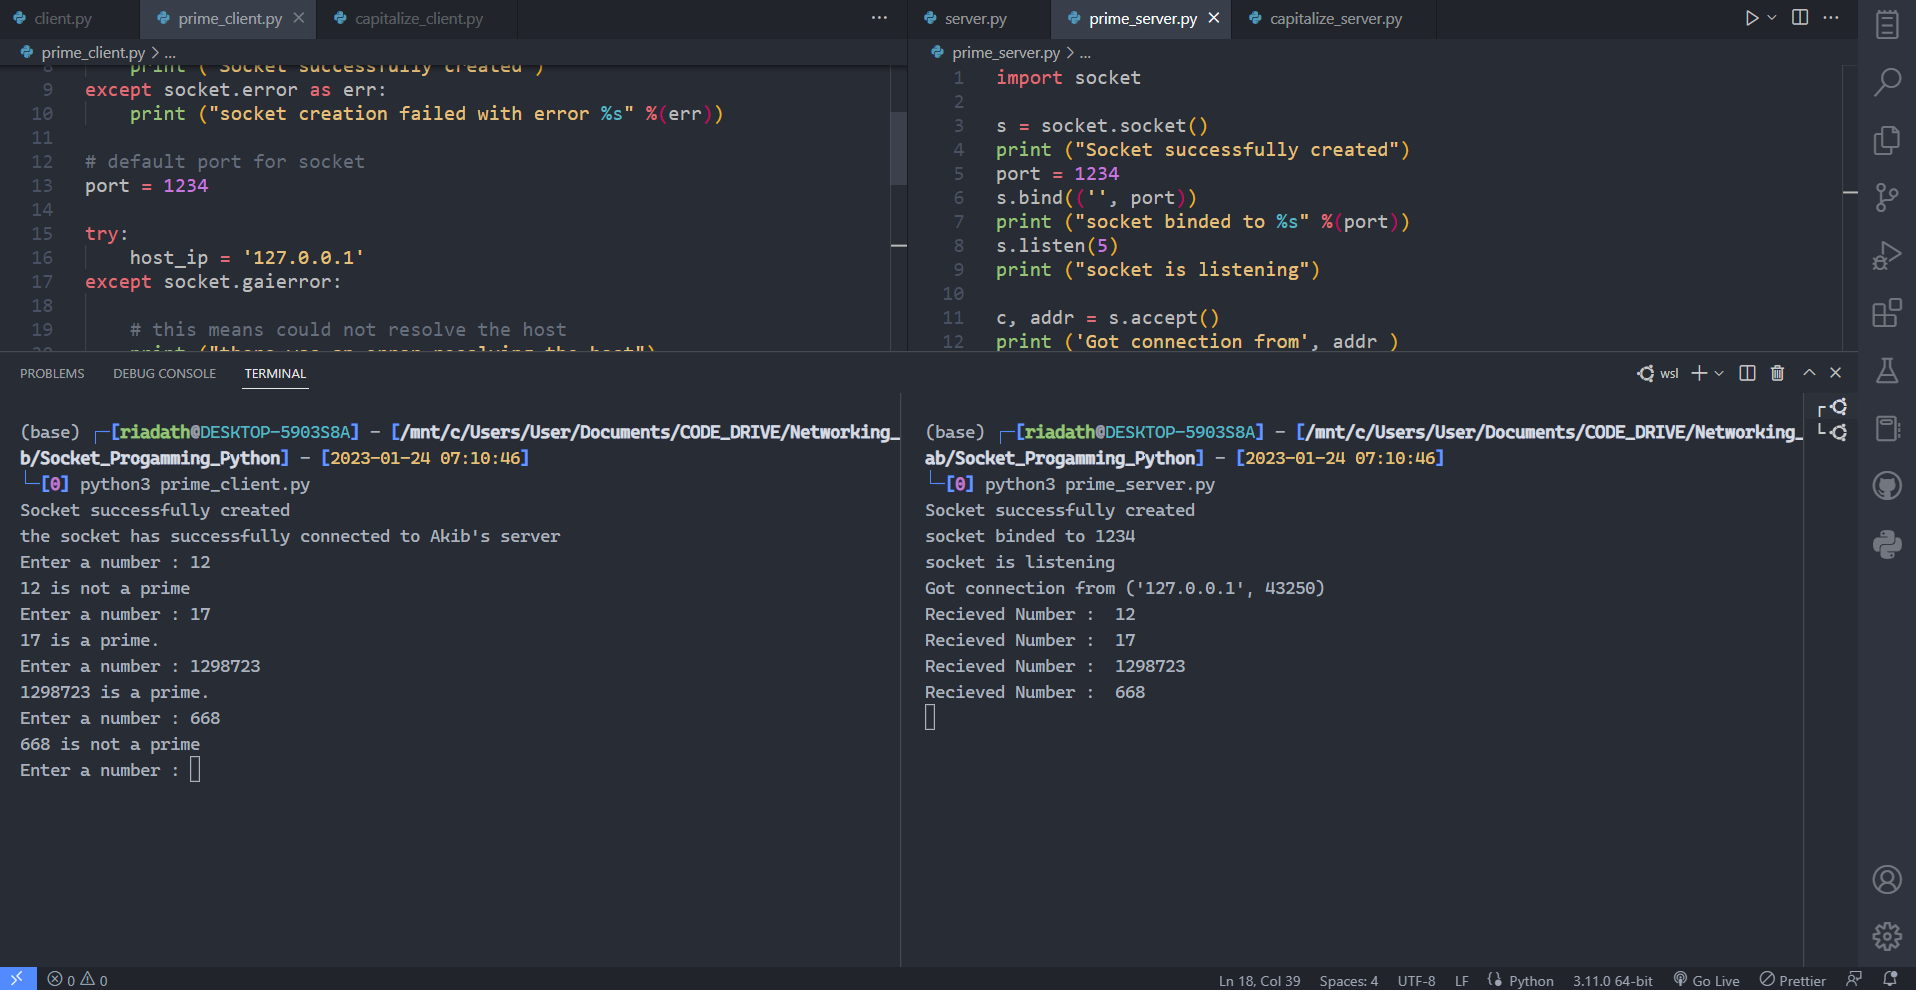 client.py
prime_client.py
capitalize_client.py
prime_client.py > ...
8 print ("Socket successfully created")
9 except socket.error as err:
10 print ("socket creation failed with error %s" %(err))
11
12 # default port for socket
13 port = 1234
14
15 try:
16 host_ip = '127.0.0.1'
17 except socket.gaierror:
18
19 # this means could not resolve the host
20 print ("there was an error resolving the host")
server.py
prime_server.py
capitalize_server.py
prime_server.py > ...
1 import socket
2
3 s = socket.socket()
4 print ("Socket successfully created")
5 port = 1234
6 s.bind(('', port))
7 print ("socket binded to %s" %(port))
8 s.listen(5)
9 print ("socket is listening")
10
11 c, addr = s.accept()
12 print ('Got connection from', addr )
PROBLEMS DEBUG CONSOLE TERMINAL
wsl
(base) ┌─[riadath@DESKTOP-5903S8A] - [/mnt/c/Users/User/Documents/CODE_DRIVE/Networking_
b/Socket_Progamming_Python] - [2023-01-24 07:10:46]
└─[0] python3 prime_client.py
Socket successfully created
the socket has successfully connected to Akib's server
Enter a number : 12
12 is not a prime
Enter a number : 17
17 is a prime.
Enter a number : 1298723
1298723 is a prime.
Enter a number : 668
668 is not a prime
Enter a number :
(base) ┌─[riadath@DESKTOP-5903S8A] - [/mnt/c/Users/User/Documents/CODE_DRIVE/Networking_
ab/Socket_Progamming_Python] - [2023-01-24 07:10:46]
└─[0] python3 prime_server.py
Socket successfully created
socket binded to 1234
socket is listening
Got connection from ('127.0.0.1', 43250)
Recieved Number :  12
Recieved Number :  17
Recieved Number :  1298723
Recieved Number :  668
0 0
Ln 18, Col 39 Spaces: 4 UTF-8 LF Python 3.11.0 64-bit Go Live Prettier